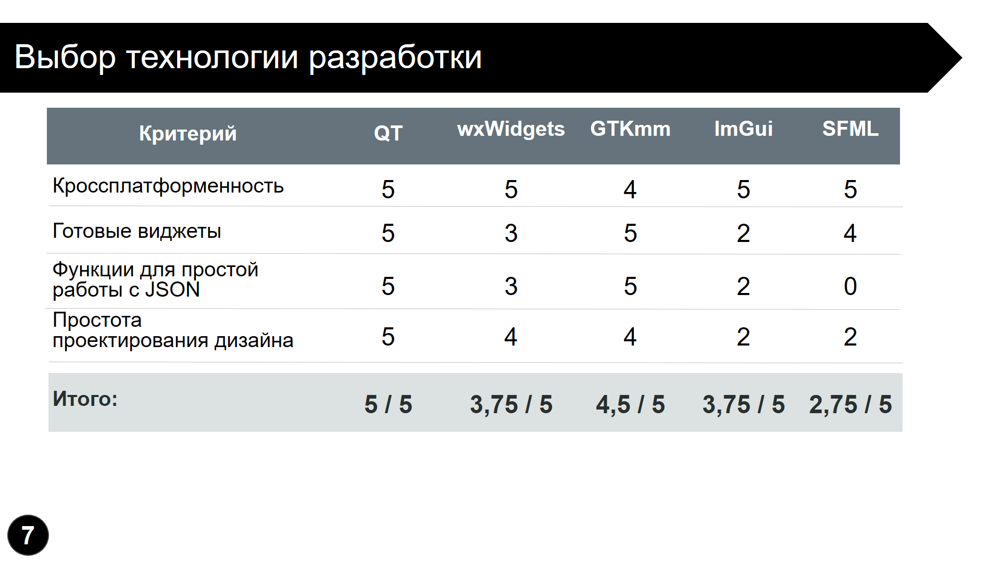 Выбор технологии разработки
Критерий QT wxWidgets GTKmm ImGui SFML
Кроссплатформенность 5 5 4 5 5
Готовые виджеты 5 3 5 2 4
Функции для простой
работы с JSON 5 3 5 2 0
Простота
проектирования дизайна 5 4 4 2 2
Итого: 5 / 5 3,75 / 5 4,5 / 5 3,75 / 5 2,75 / 5
7